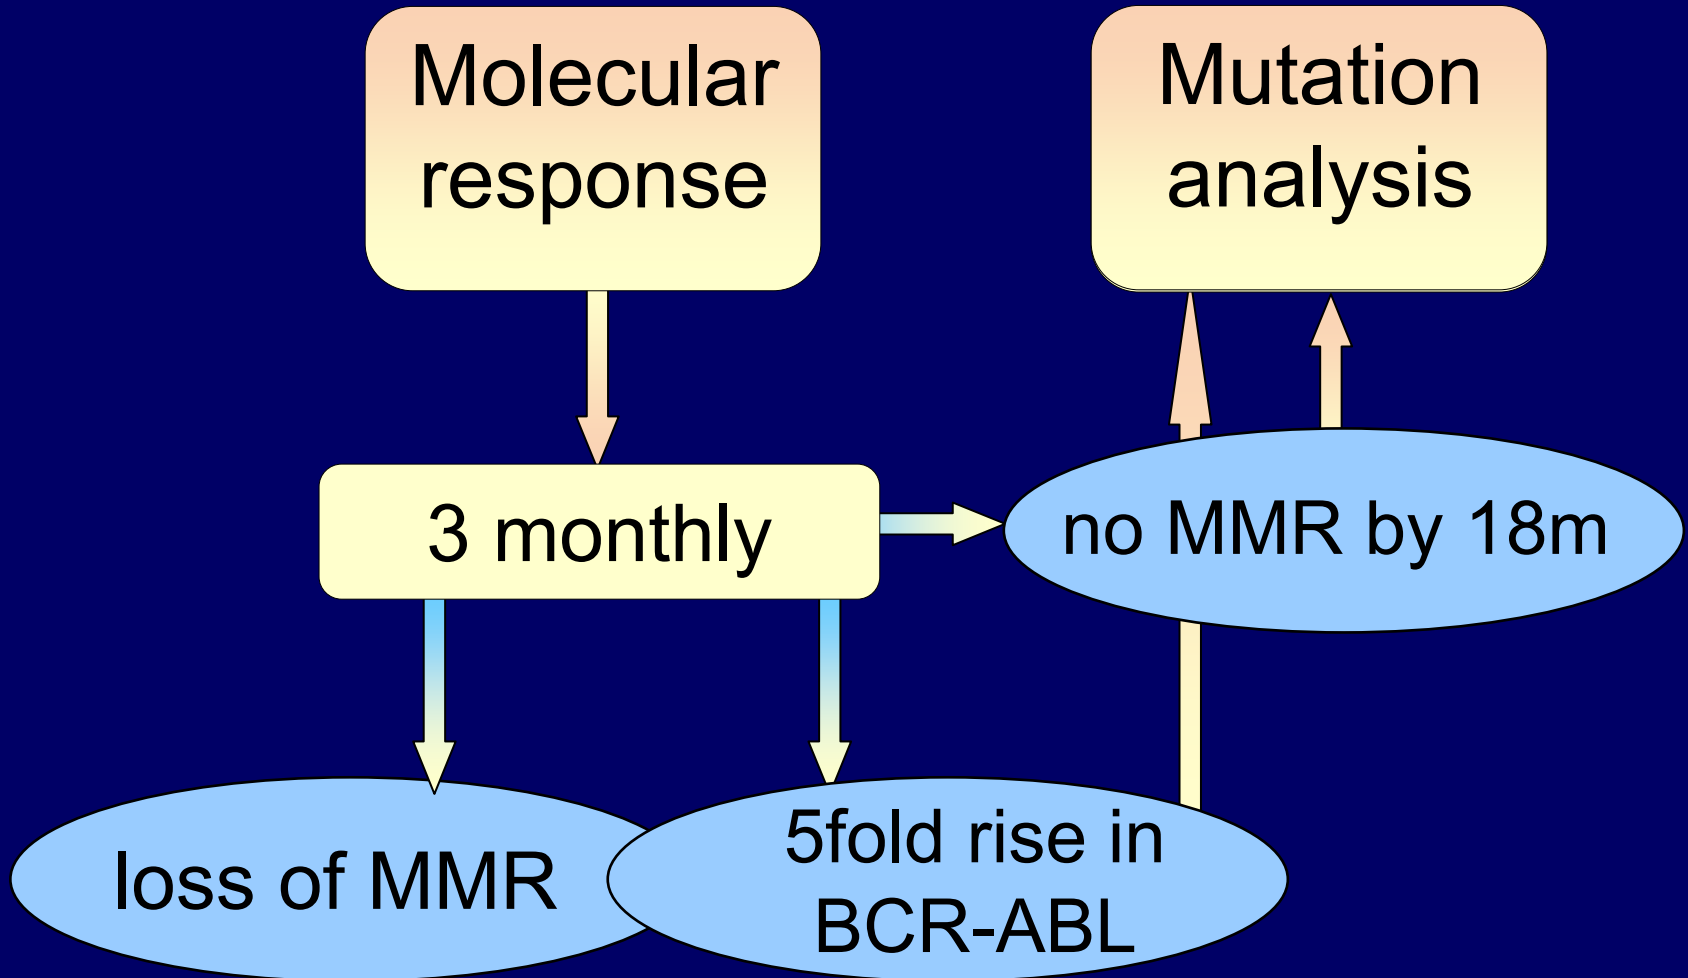 Molecular
response
Mutation
analysis
3 monthly
no MMR by 18m
loss of MMR
5fold rise in
BCR-ABL